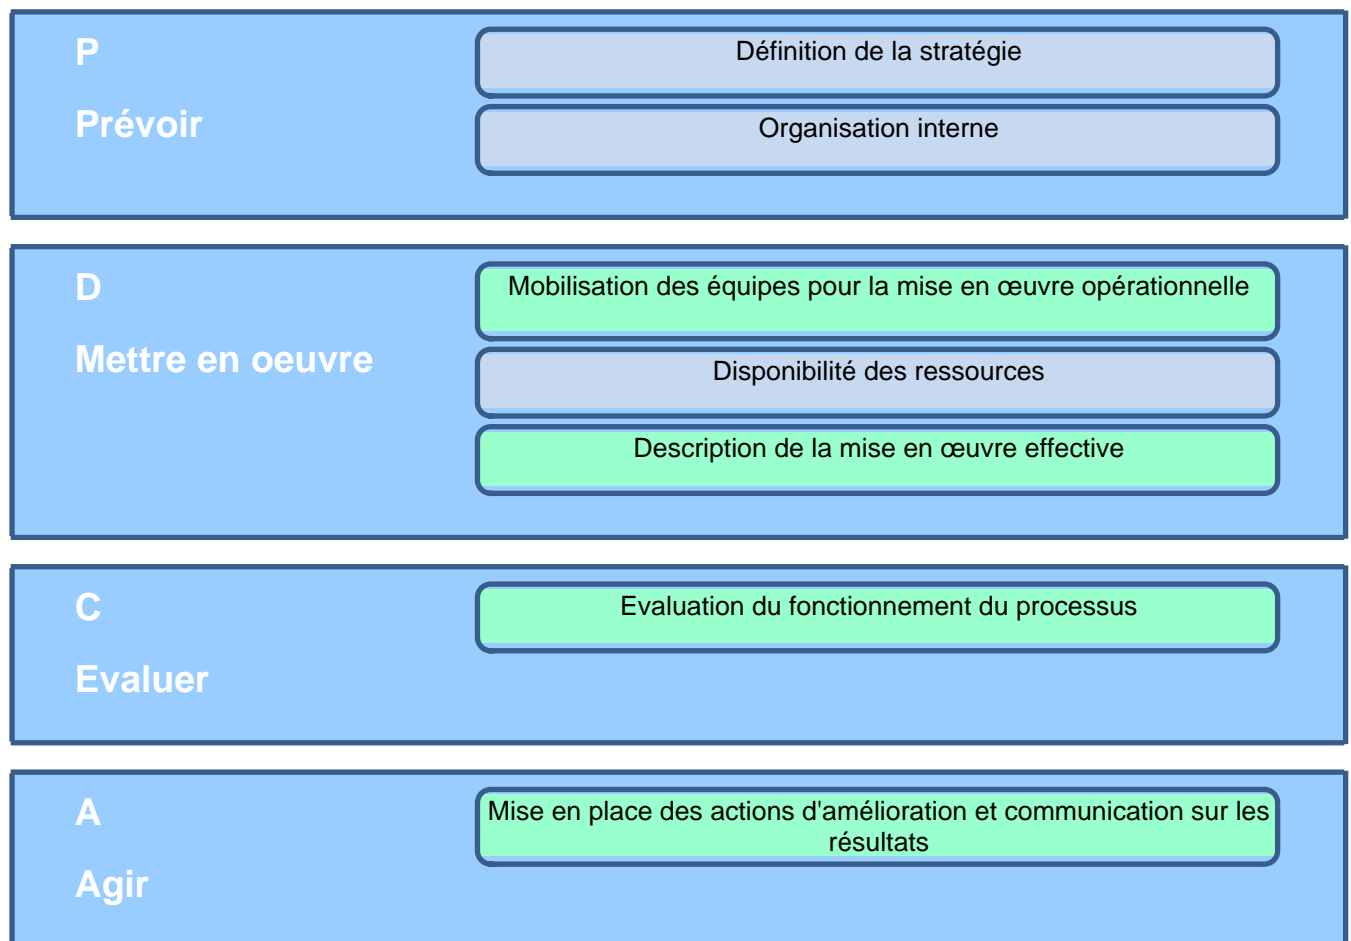 P
Prévoir
Définition de la stratégie
Organisation interne
D
Mettre en oeuvre
Mobilisation des équipes pour la mise en œuvre opérationnelle
Disponibilité des ressources
Description de la mise en œuvre effective
C
Evaluer
Evaluation du fonctionnement du processus
A
Agir
Mise en place des actions d'amélioration et communication sur les
résultats